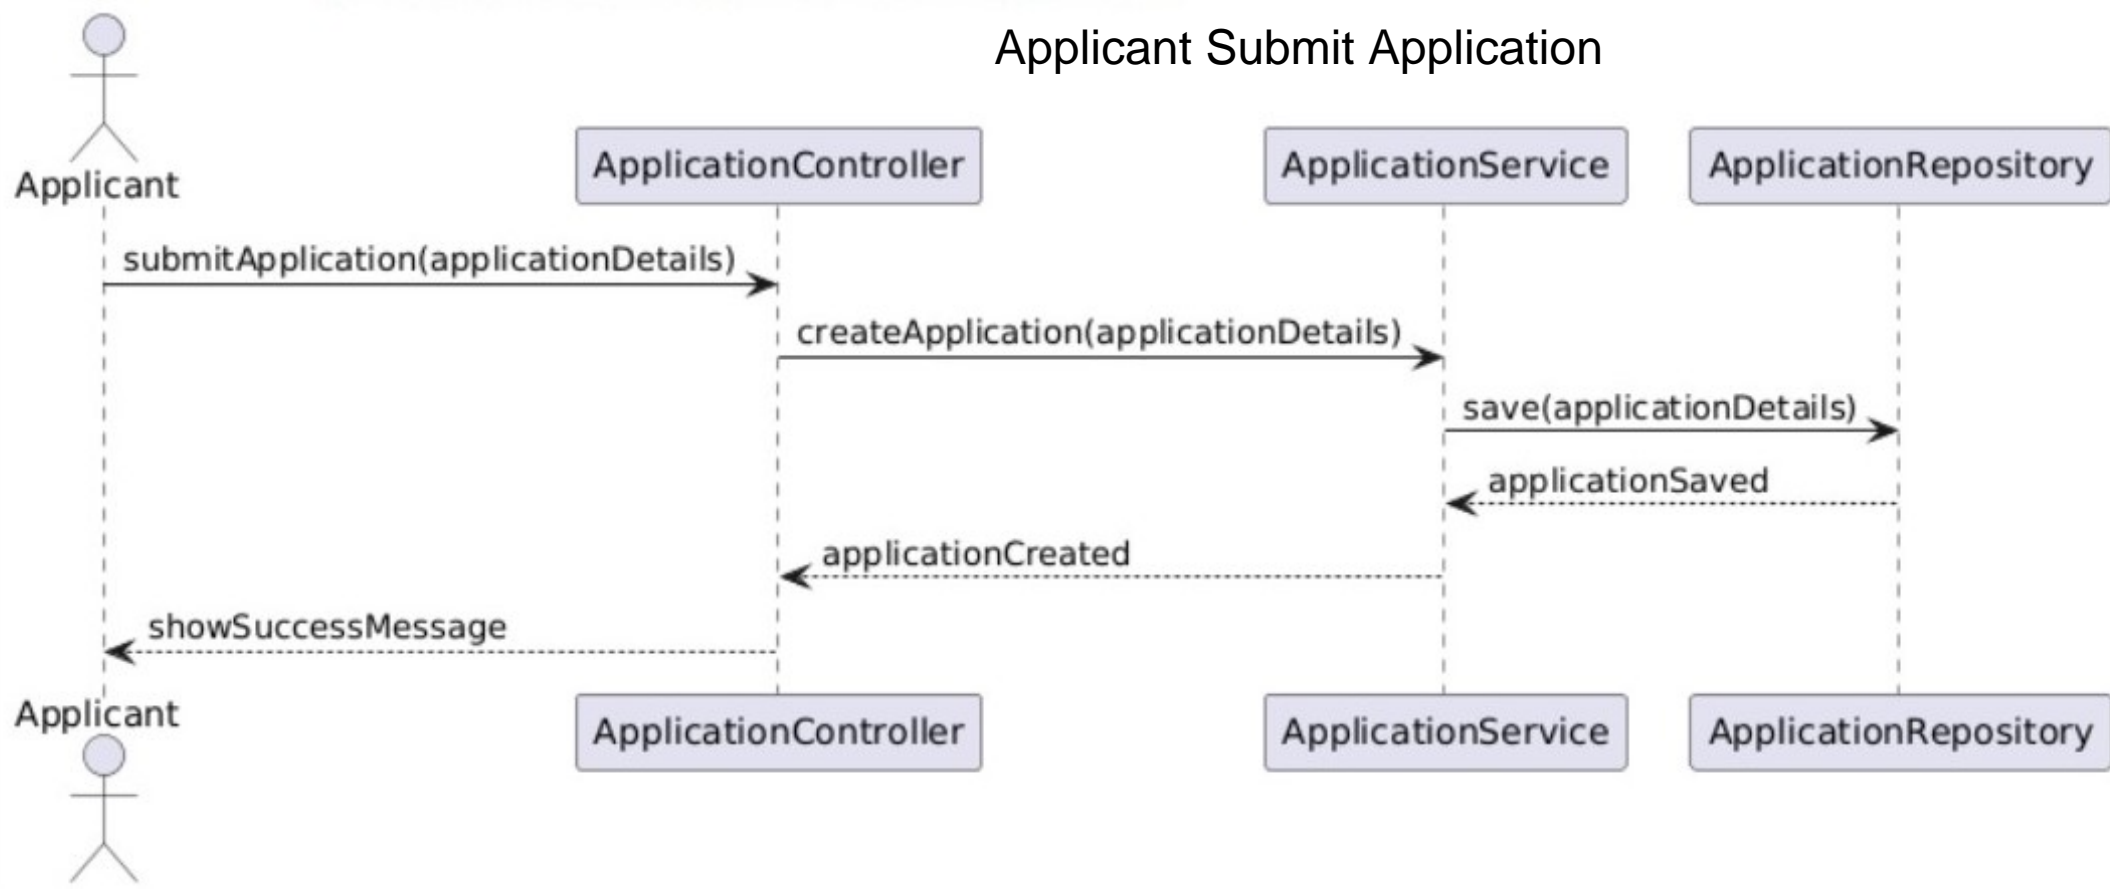 Applicant Submit Application
Applicant
ApplicationController
ApplicationService
ApplicationRepository
submitApplication(applicationDetails)
createApplication(applicationDetails)
save(applicationDetails)
applicationSaved
applicationCreated
showSuccessMessage
Applicant
ApplicationController
ApplicationService
ApplicationRepository